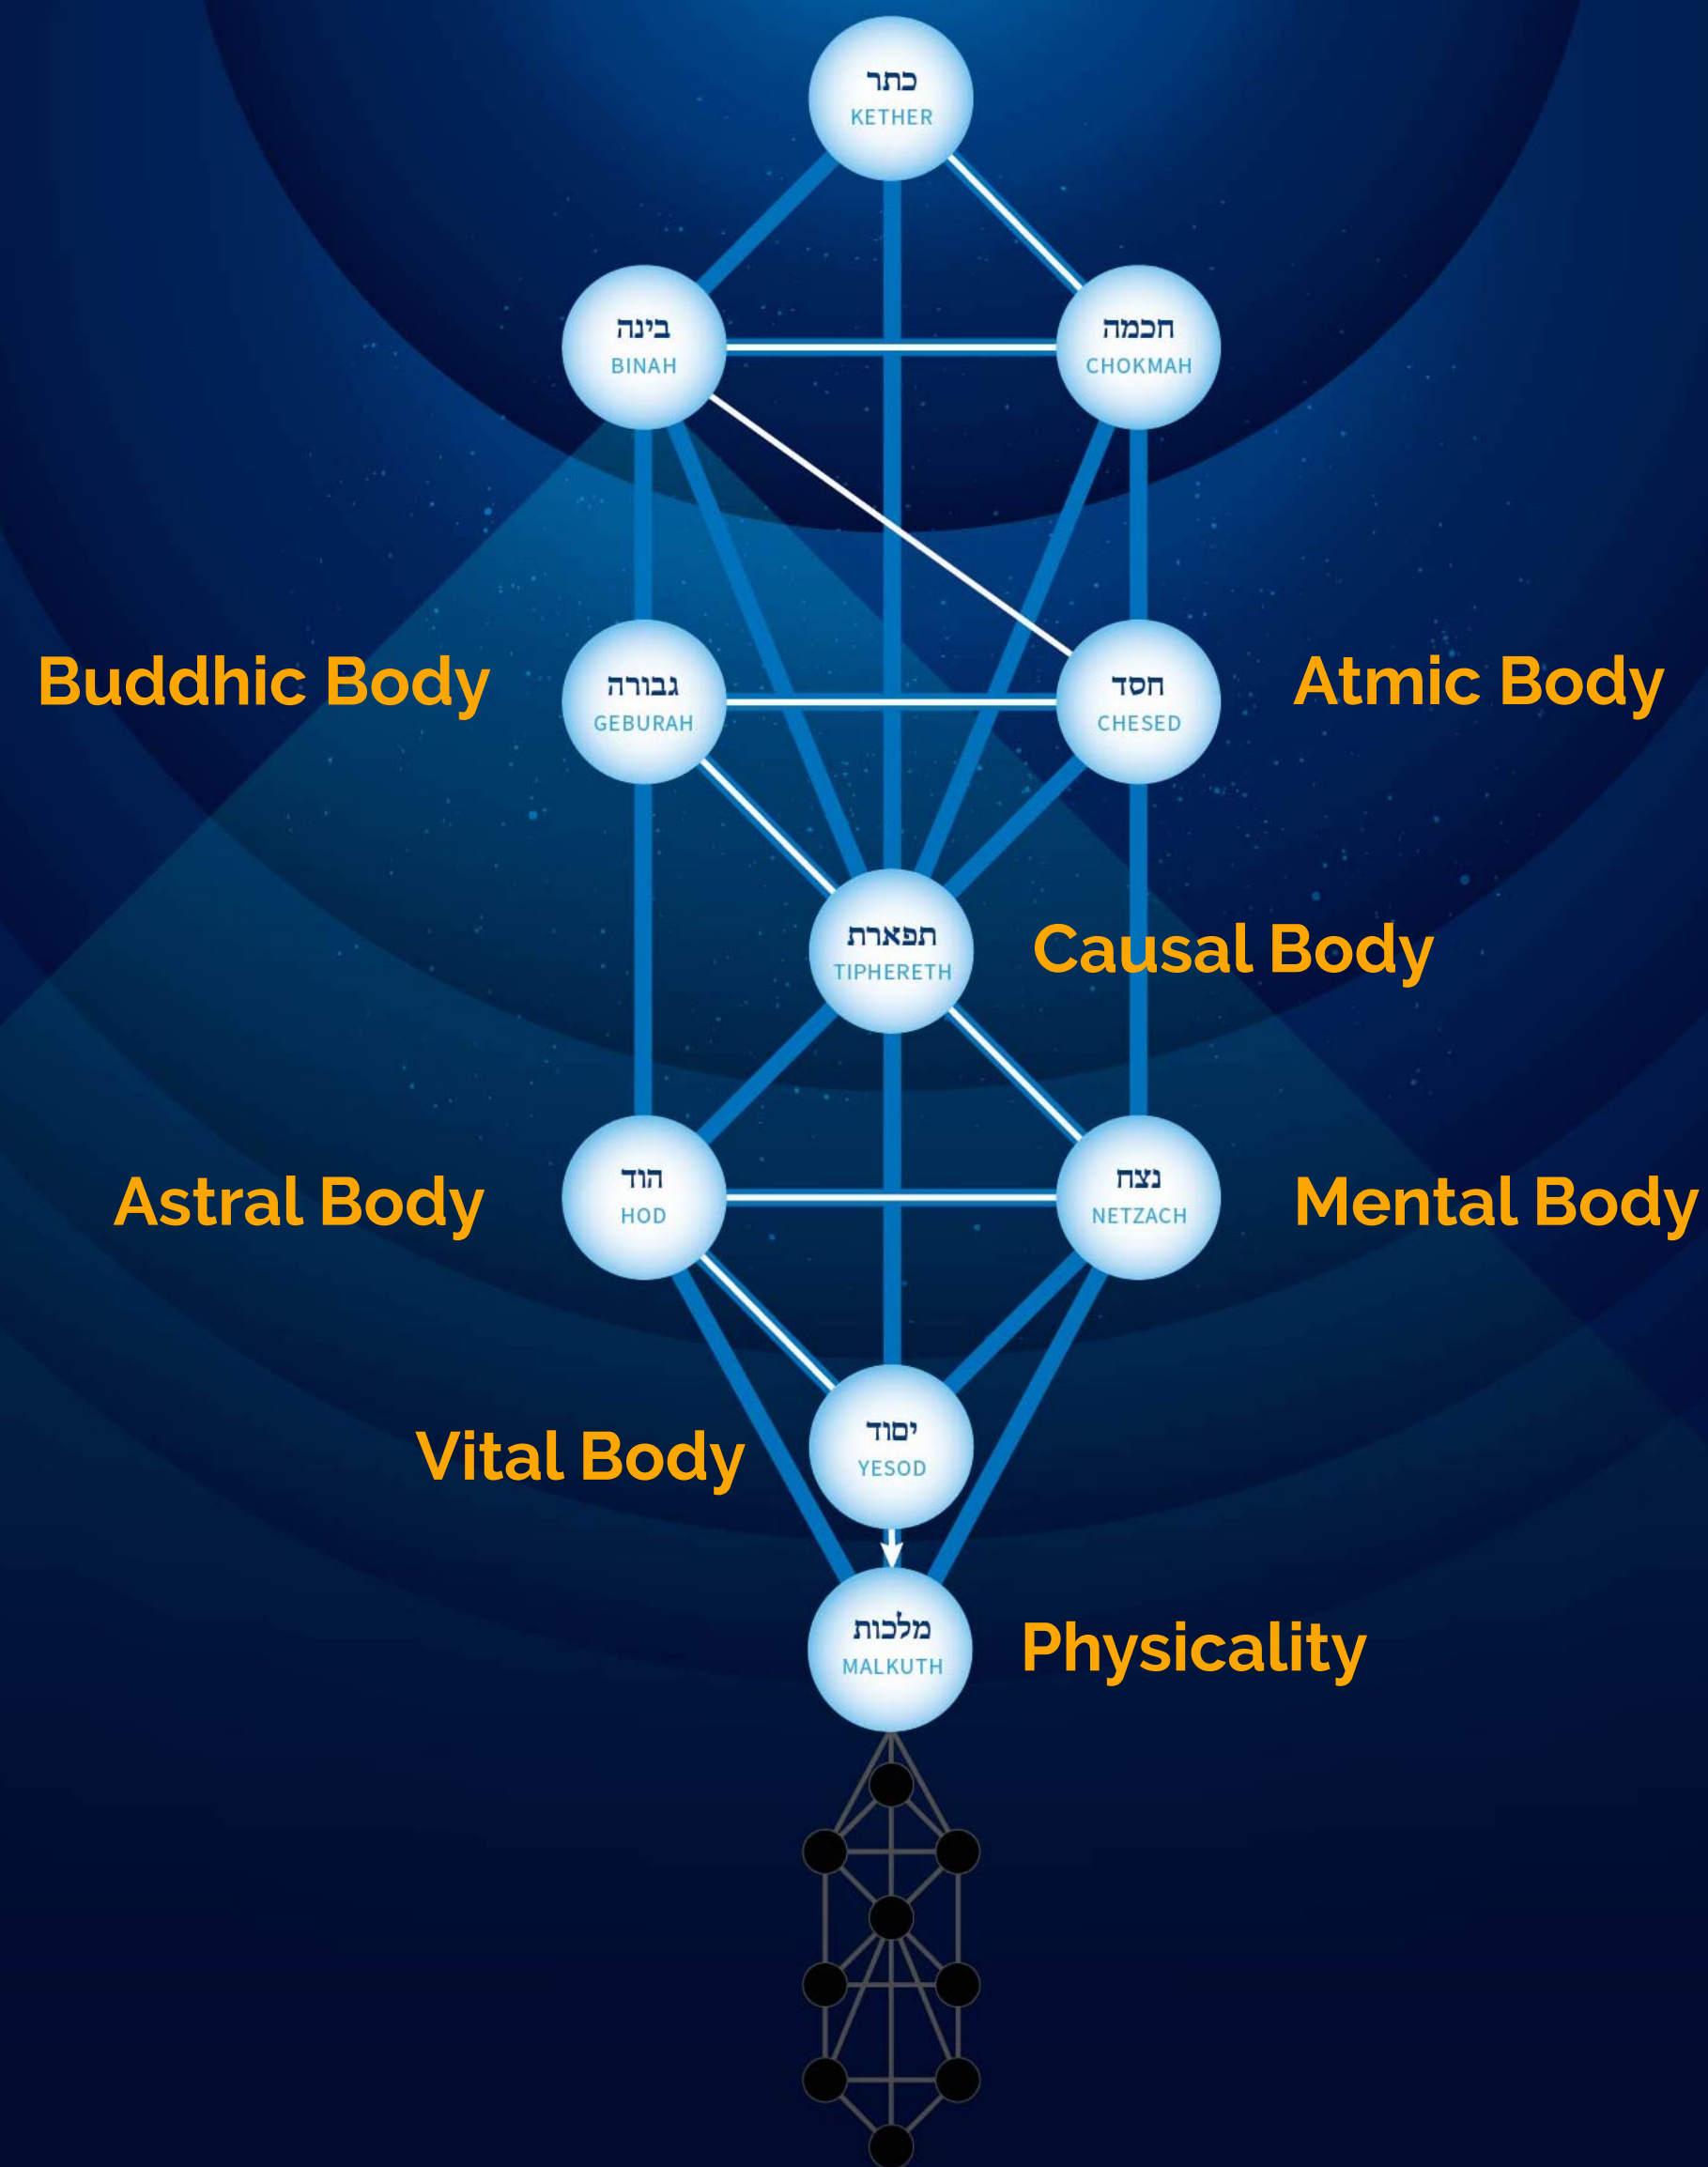 כתר
KETHER
בינה
BINAH
חכמה
CHOKMAH
Buddhic Body
גבורה
GEBURAH
חסד
CHESED
Atmic Body
תפארת
TIPHERETH
Causal Body
Astral Body
הוד
HOD
נצח
NETZACH
Mental Body
Vital Body
יסוד
YESOD
מלכות
MALKUTH
Physicality